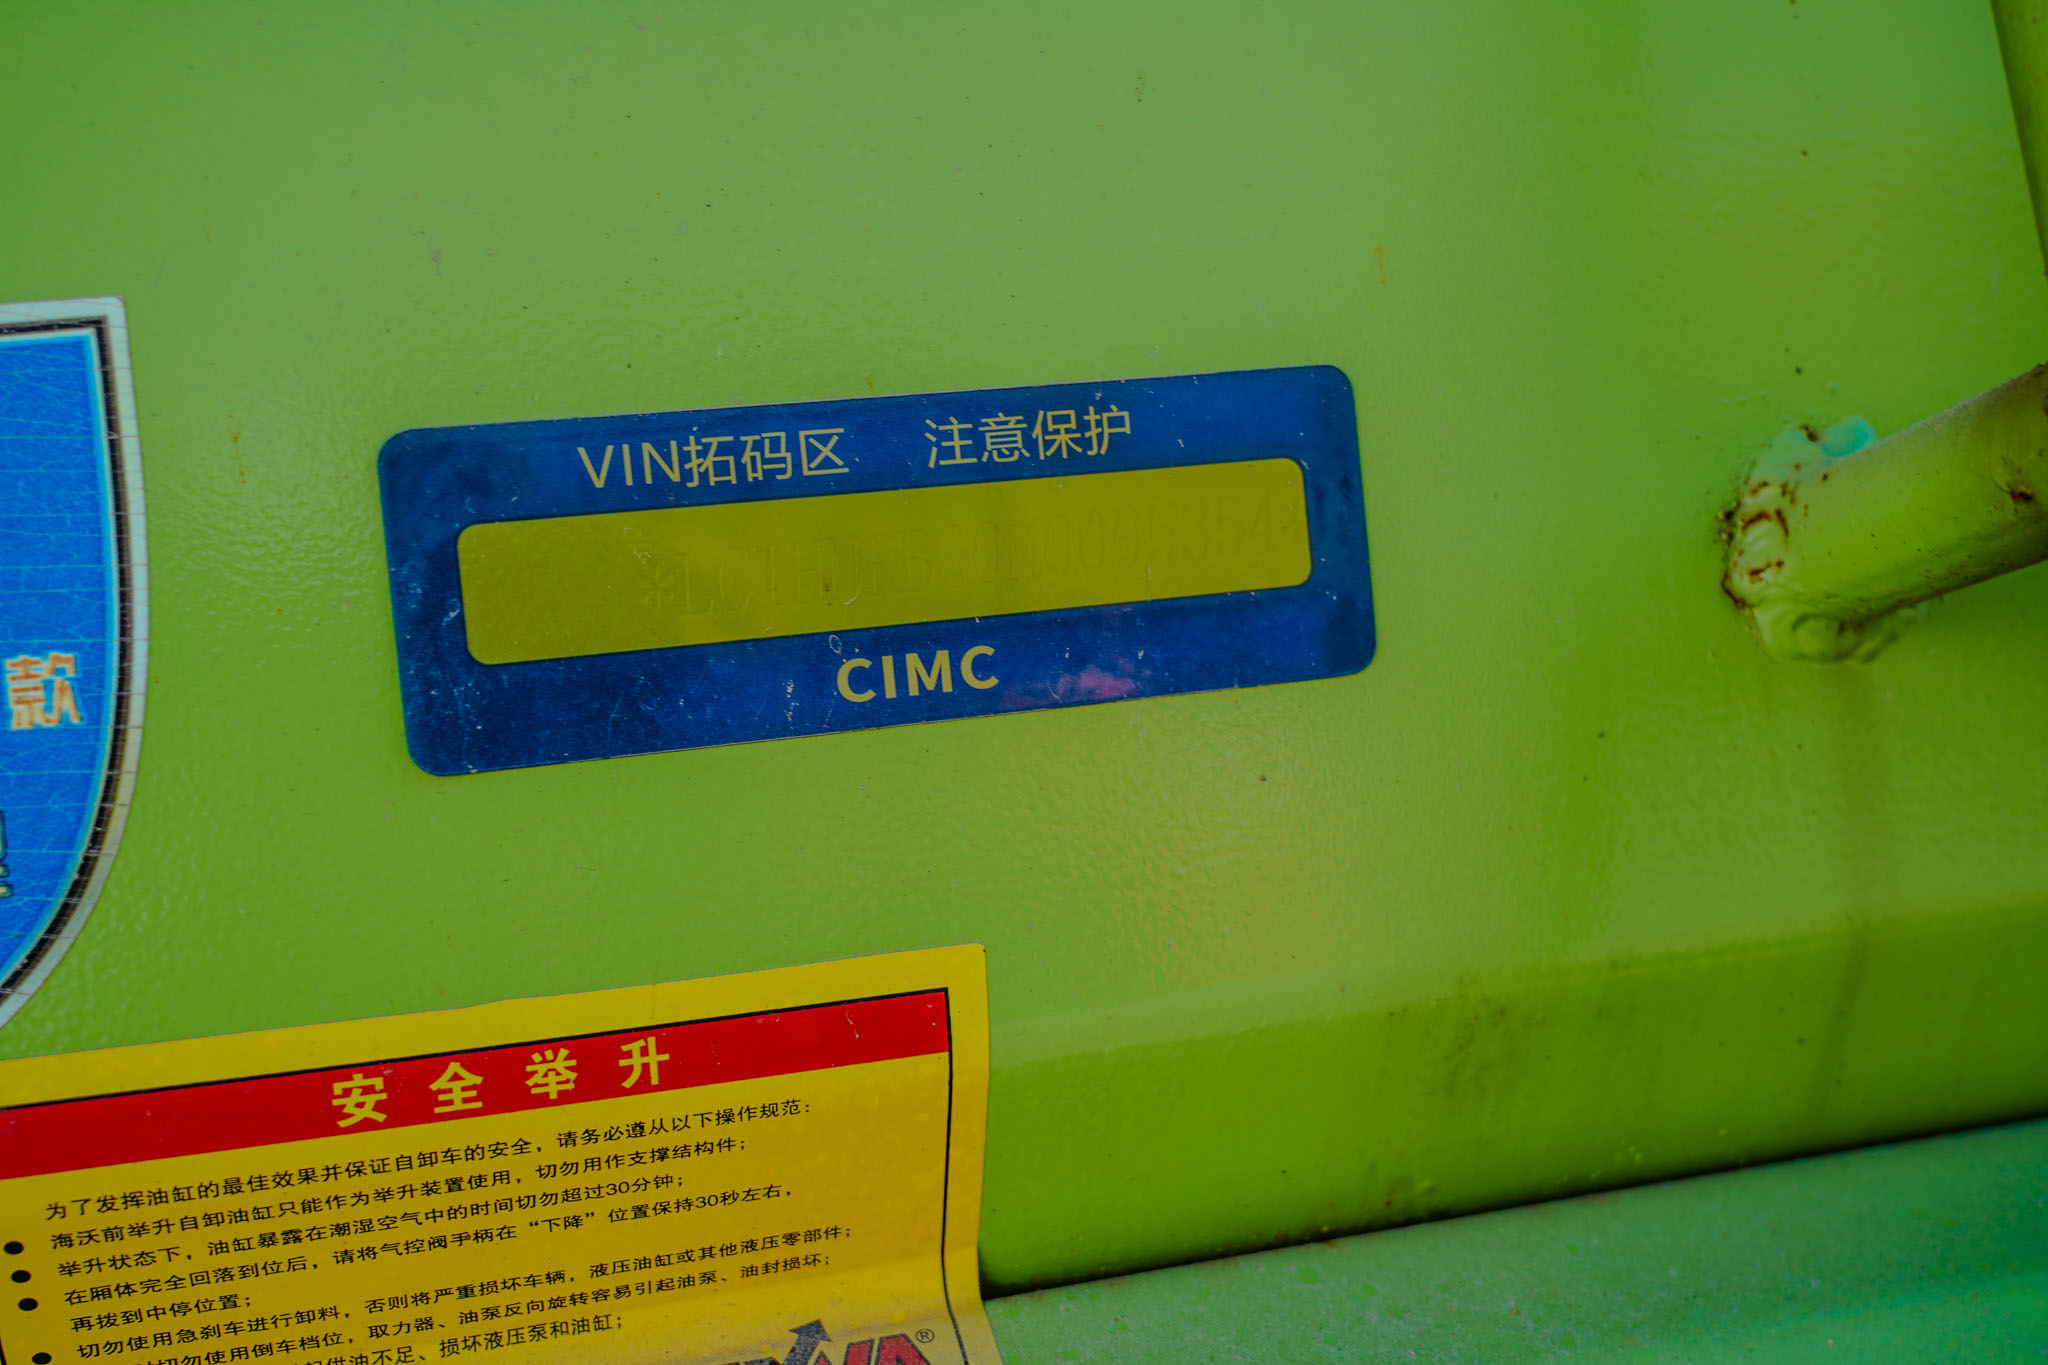 VIN拓码区 注意保护
CIMC
款
安全举升
为了发挥油缸的最佳效果并保证自卸车的安全，请务必遵从以下操作规范：
● 海沃前举升自卸油缸只能作为举升装置使用，切勿用作支撑结构件；
● 举升状态下，油缸暴露在潮湿空气中的时间切勿超过30分钟；
● 在厢体完全回落到位后，请将气控阀手柄在“下降”位置保持30秒左右，
再拨到中停位置；
● 切勿使用急刹车进行卸料，否则将严重损坏车辆，液压油缸或其他液压零部件；
切勿使用倒车档位，取力器、油泵反向旋转容易引起油泵、油封损坏；
供油不足、损坏液压泵和油缸；
®